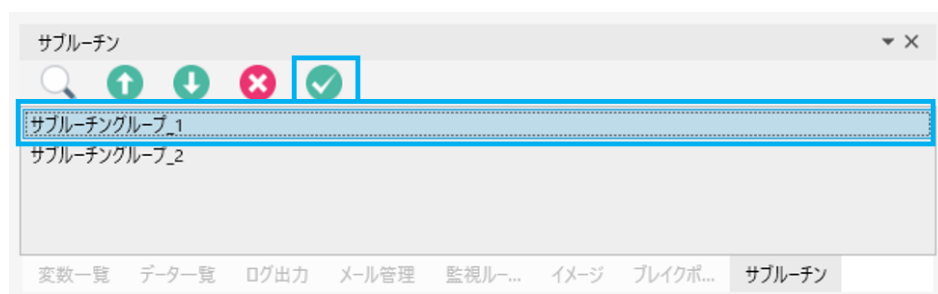 サブルーチン
サブルーチングループ_1
サブルーチングループ_2
変数一覧 データ一覧 ログ出力 メール管理 監視ルー... イメージ ブレイクポ... サブルーチン